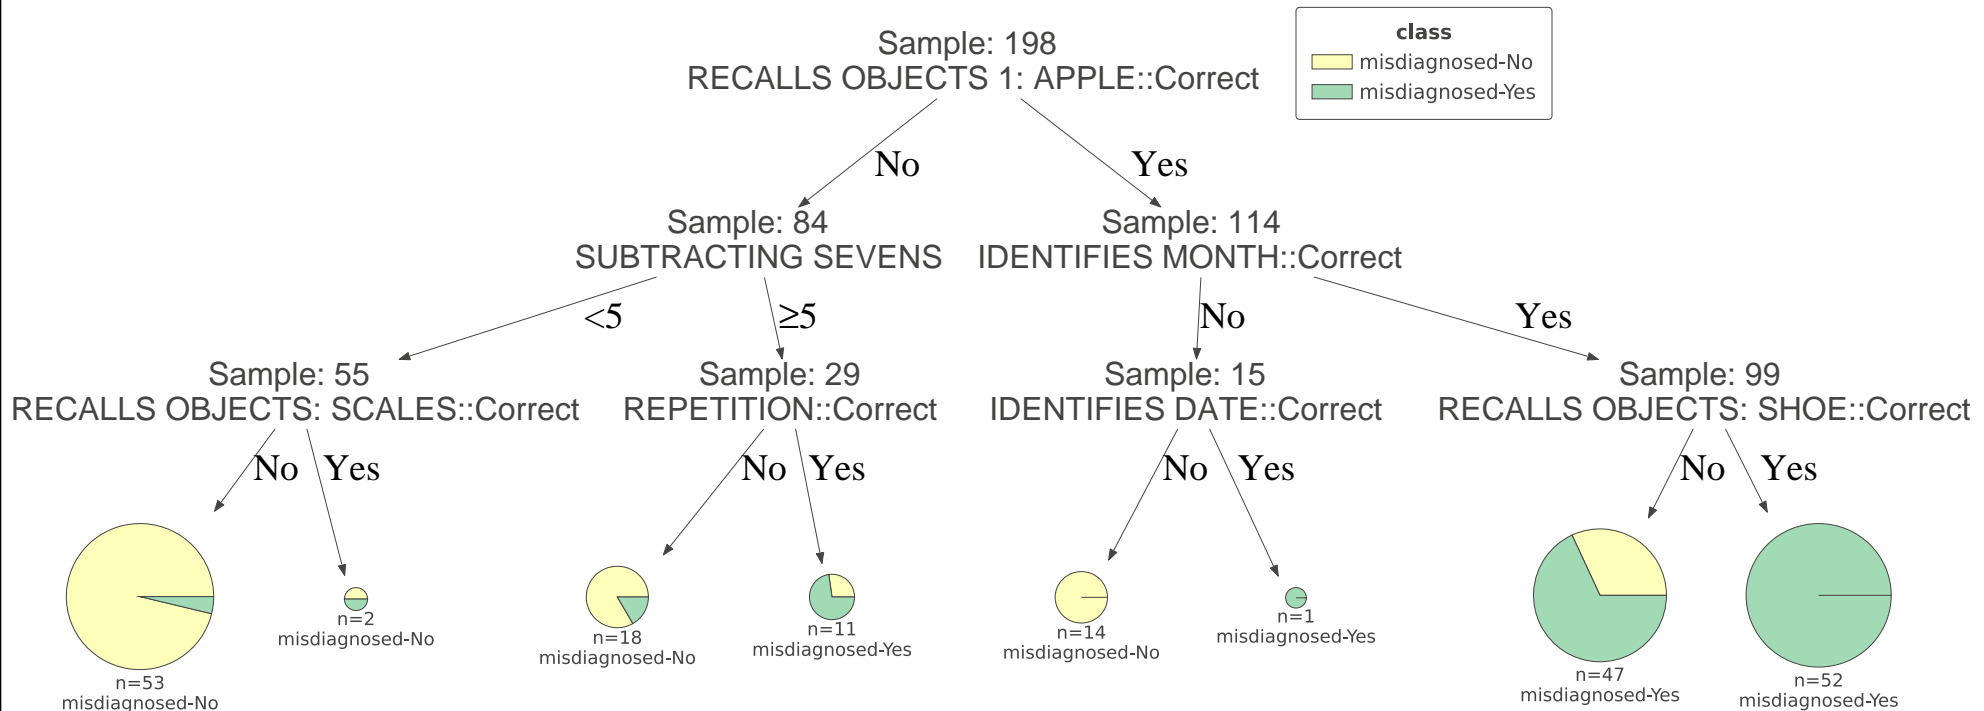 Sample: 198
RECALLS OBJECTS 1: APPLE::Correct
class
misdiagnosed-No
misdiagnosed-Yes
No
Yes
Sample: 84
SUBTRACTING SEVENS
Sample: 114
IDENTIFIES MONTH::Correct
<5
≥5
No
Yes
Sample: 55
RECALLS OBJECTS: SCALES::Correct
Sample: 29
REPETITION::Correct
Sample: 15
IDENTIFIES DATE::Correct
Sample: 99
RECALLS OBJECTS: SHOE::Correct
No
Yes
No
Yes
No
Yes
No
Yes
n=53
misdiagnosed-No
n=2
misdiagnosed-No
n=18
misdiagnosed-No
n=11
misdiagnosed-Yes
n=14
misdiagnosed-No
n=1
misdiagnosed-Yes
n=47
misdiagnosed-Yes
n=52
misdiagnosed-Yes